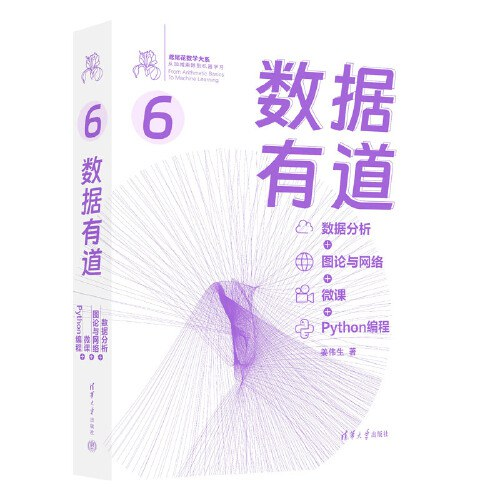 鸢尾花数学大系
从加减乘除到机器学习
From Arithmetic Basics
to Machine Learning
6
数据
有道
数据分析
+
图论与网络
+
微课
+
Python编程
姜伟生 著
清华大学出版社
6
数据有道
数据分析+
图论与网络+
微课+
Python编程
清华大学出版社